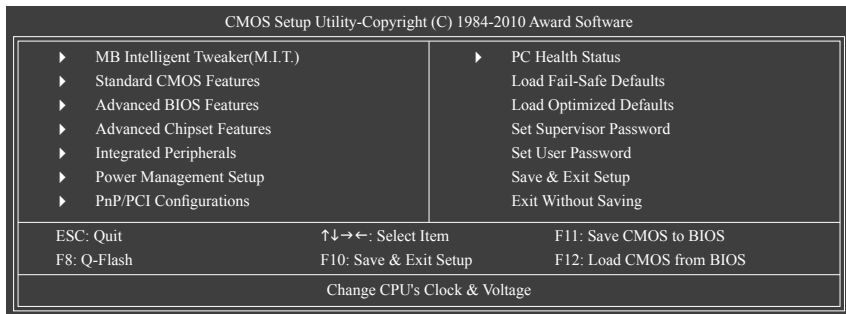 CMOS Setup Utility-Copyright (C) 1984-2010 Award Software
MB Intelligent Tweaker(M.I.T.)
Standard CMOS Features
Advanced BIOS Features
Advanced Chipset Features
Integrated Peripherals
Power Management Setup
PnP/PCI Configurations
PC Health Status
Load Fail-Safe Defaults
Load Optimized Defaults
Set Supervisor Password
Set User Password
Save & Exit Setup
Exit Without Saving
ESC: Quit ↑↓→←: Select Item F11: Save CMOS to BIOS
F8: Q-Flash F10: Save & Exit Setup F12: Load CMOS from BIOS
Change CPU's Clock & Voltage